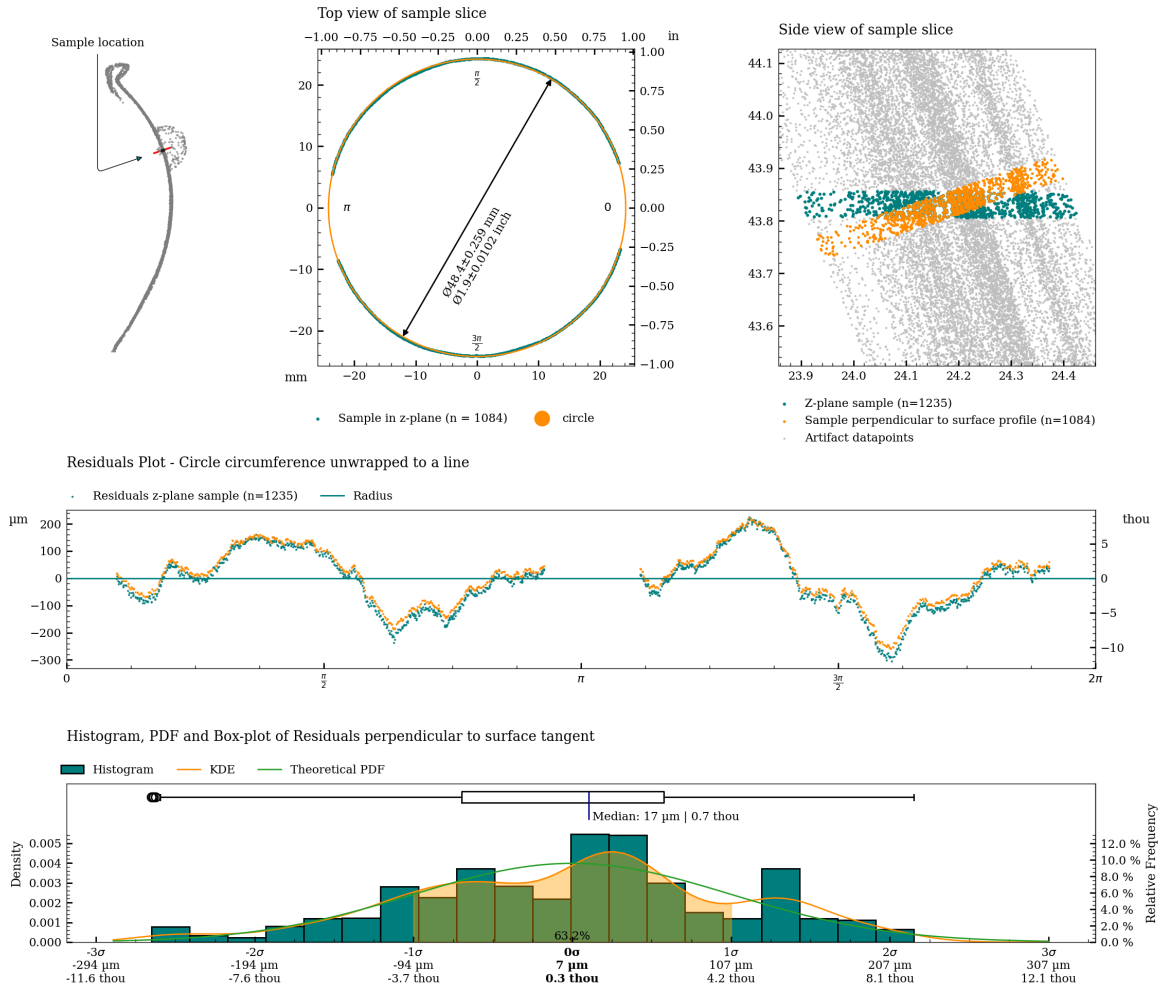 Sample location
Top view of sample slice
−1.00 −0.75 −0.50 −0.25 0.00 0.25 0.50 0.75 1.00 in
20
10
0
−10
−20
mm
−20 −10 0 10 20
1.00
0.75
0.50
0.25
0.00
−0.25
−0.50
−0.75
−1.00
π/2
π
0
3π/2
Ø48.4±0.259 mm
Ø1.9±0.0102 inch
Sample in z-plane (n = 1084)
circle
Side view of sample slice
44.1
44.0
43.9
43.8
43.7
43.6
23.9 24.0 24.1 24.2 24.3 24.4
Z-plane sample (n=1235)
Sample perpendicular to surface profile (n=1084)
Artifact datapoints
Residuals Plot - Circle circumference unwrapped to a line
Residuals z-plane sample (n=1235)
Radius
µm
200
100
0
−100
−200
−300
thou
5
0
−5
−10
0 π/2 π 3π/2 2π
Histogram, PDF and Box-plot of Residuals perpendicular to surface tangent
Histogram
KDE
Theoretical PDF
Median: 17 µm | 0.7 thou
Density
0.005
0.004
0.003
0.002
0.001
0.000
Relative Frequency
12.0 %
10.0 %
8.0 %
6.0 %
4.0 %
2.0 %
0.0 %
63.2%
-3σ -2σ -1σ 0σ 1σ 2σ 3σ
-294 µm -194 µm -94 µm 7 µm 107 µm 207 µm 307 µm
-11.6 thou -7.6 thou -3.7 thou 0.3 thou 4.2 thou 8.1 thou 12.1 thou